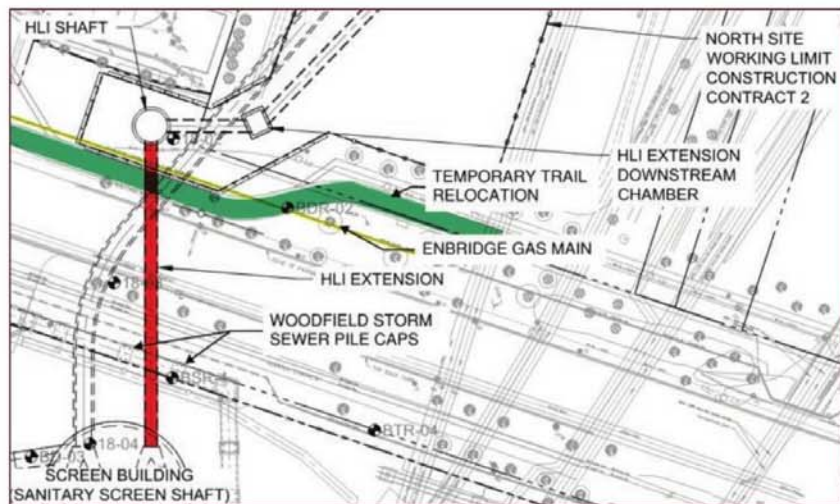 HLI SHAFT
NORTH SITE
WORKING LIMIT
CONSTRUCTION
CONTRACT 2
HLI EXTENSION
DOWNSTREAM
CHAMBER
TEMPORARY TRAIL
RELOCATION
BDR-02
ENBRIDGE GAS MAIN
HLI EXTENSION
WOODFIELD STORM
SEWER PILE CAPS
BTR-04
18-04
SCREEN BUILDING
(SANITARY SCREEN SHAFT)